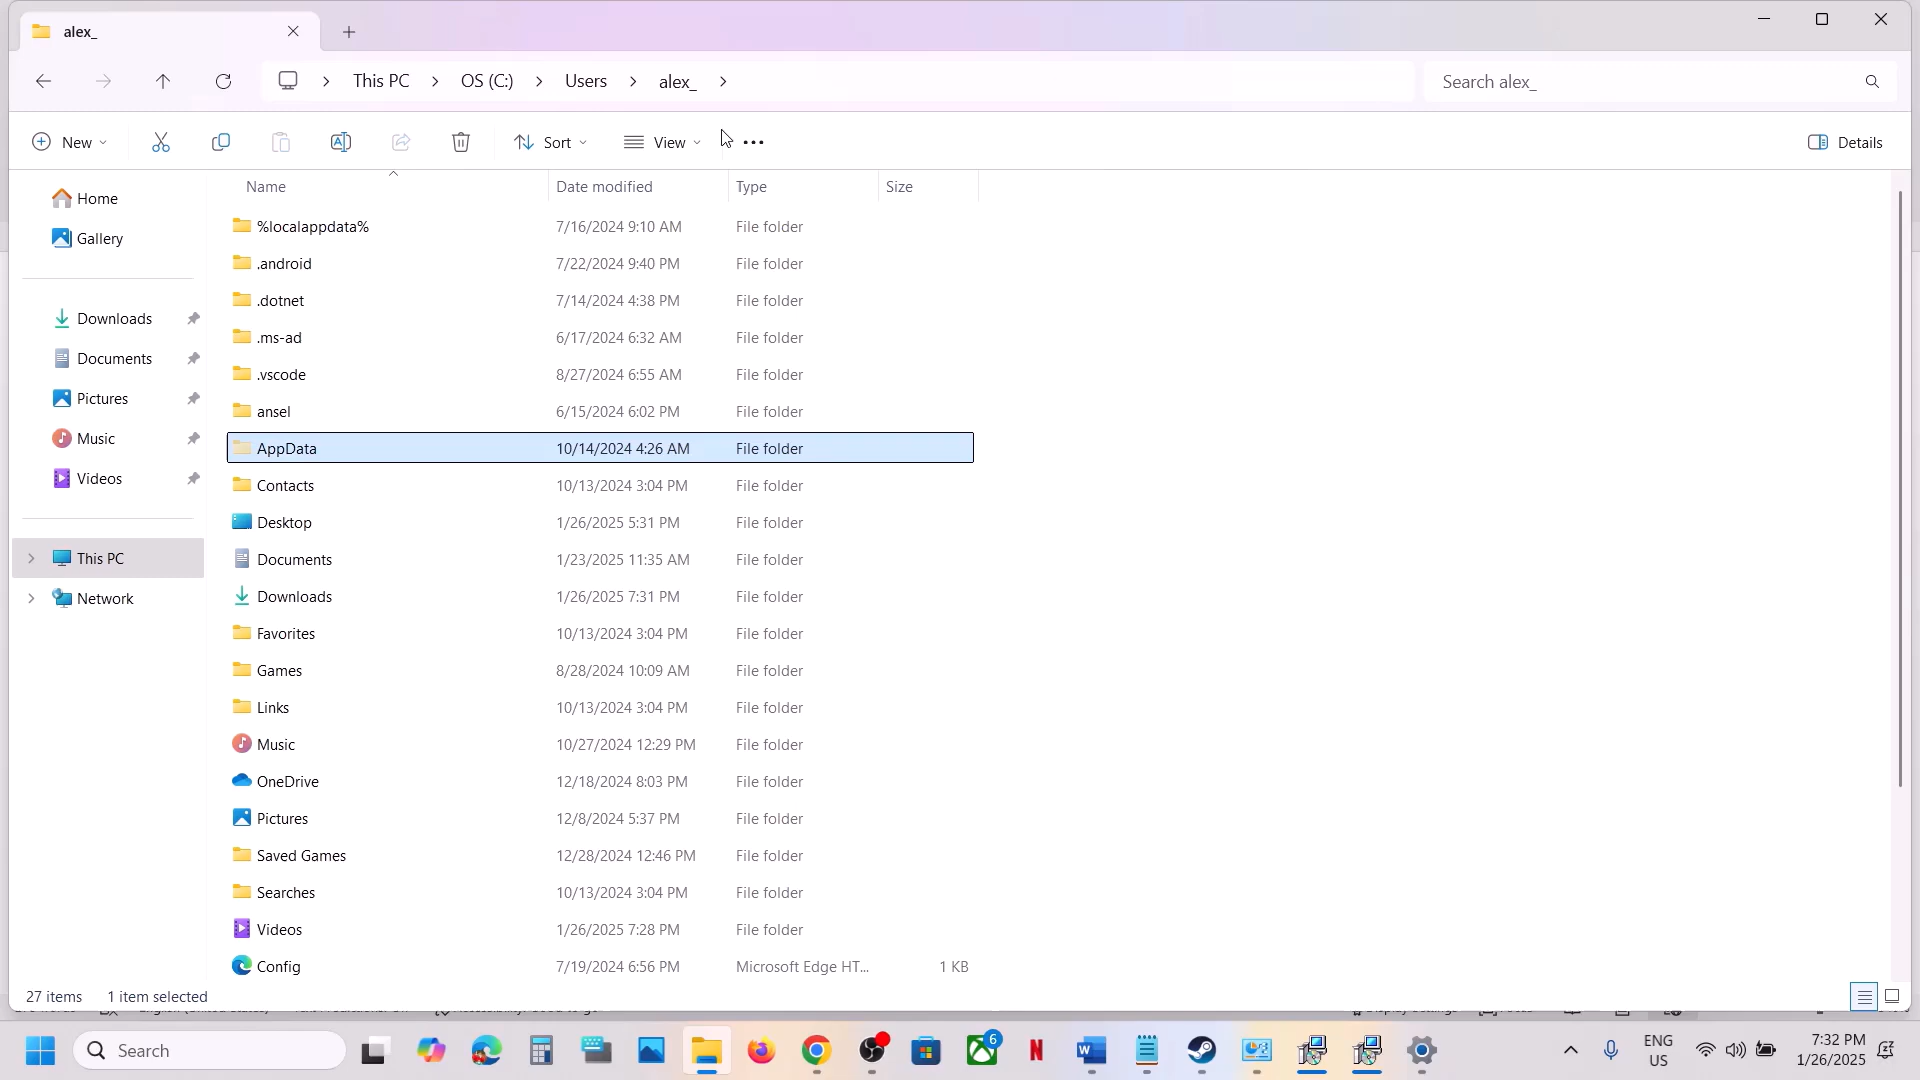 alex_
This PC
OS (C:)
Users
alex_
Search alex_
New
Sort
View
Details
Home
Gallery
Downloads
Documents
Pictures
Music
Videos
This PC
Network
Name Date modified Type Size
%localappdata% 7/16/2024 9:10 AM File folder
.android 7/22/2024 9:40 PM File folder
.dotnet 7/14/2024 4:38 PM File folder
.ms-ad 6/17/2024 6:32 AM File folder
.vscode 8/27/2024 6:55 AM File folder
ansel 6/15/2024 6:02 PM File folder
AppData 10/14/2024 4:26 AM File folder
Contacts 10/13/2024 3:04 PM File folder
Desktop 1/26/2025 5:31 PM File folder
Documents 1/23/2025 11:35 AM File folder
Downloads 1/26/2025 7:31 PM File folder
Favorites 10/13/2024 3:04 PM File folder
Games 8/28/2024 10:09 AM File folder
Links 10/13/2024 3:04 PM File folder
Music 10/27/2024 12:29 PM File folder
OneDrive 12/18/2024 8:03 PM File folder
Pictures 12/8/2024 5:37 PM File folder
Saved Games 12/28/2024 12:46 PM File folder
Searches 10/13/2024 3:04 PM File folder
Videos 1/26/2025 7:28 PM File folder
Config 7/19/2024 6:56 PM Microsoft Edge HT... 1 KB
27 items 1 item selected
Search
6
ENG
US
7:32 PM
1/26/2025